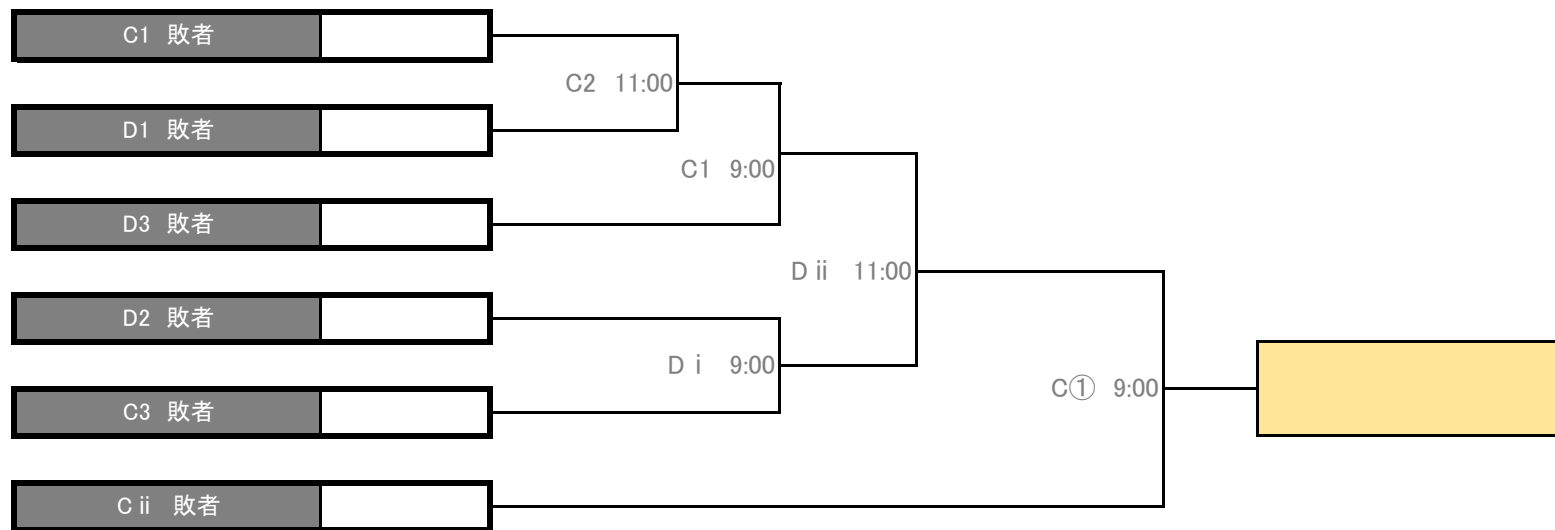 C1 敗者
C2 11:00
D1 敗者
C1 9:00
D3 敗者
D ii 11:00
D2 敗者
D i 9:00
C① 9:00
C3 敗者
C ii 敗者